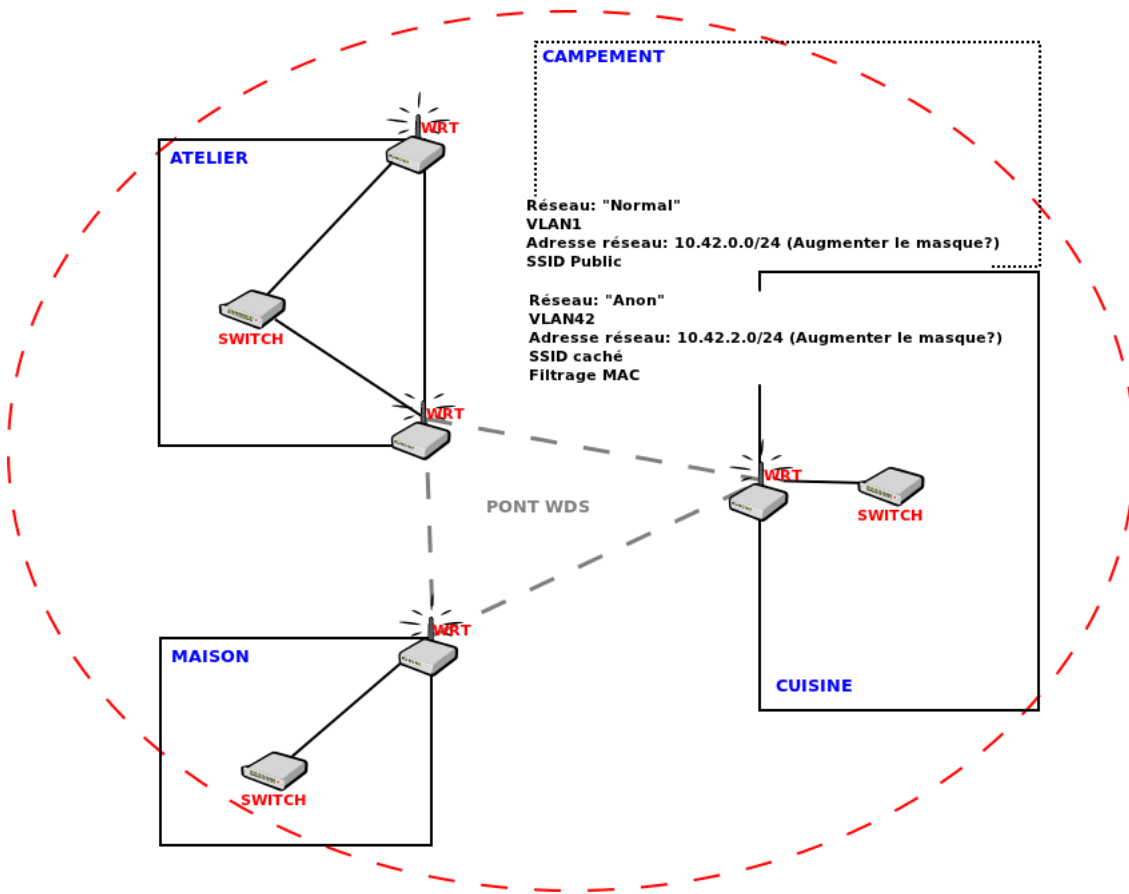 CAMPEMENT
WRT
ATELIER
Réseau: "Normal"
VLAN1
Adresse réseau: 10.42.0.0/24 (Augmenter le masque?)
SSID Public
Réseau: "Anon"
VLAN42
Adresse réseau: 10.42.2.0/24 (Augmenter le masque?)
SSID caché
Filtrage MAC
SWITCH
WRT
WRT
PONT WDS
SWITCH
WRT
MAISON
CUISINE
SWITCH